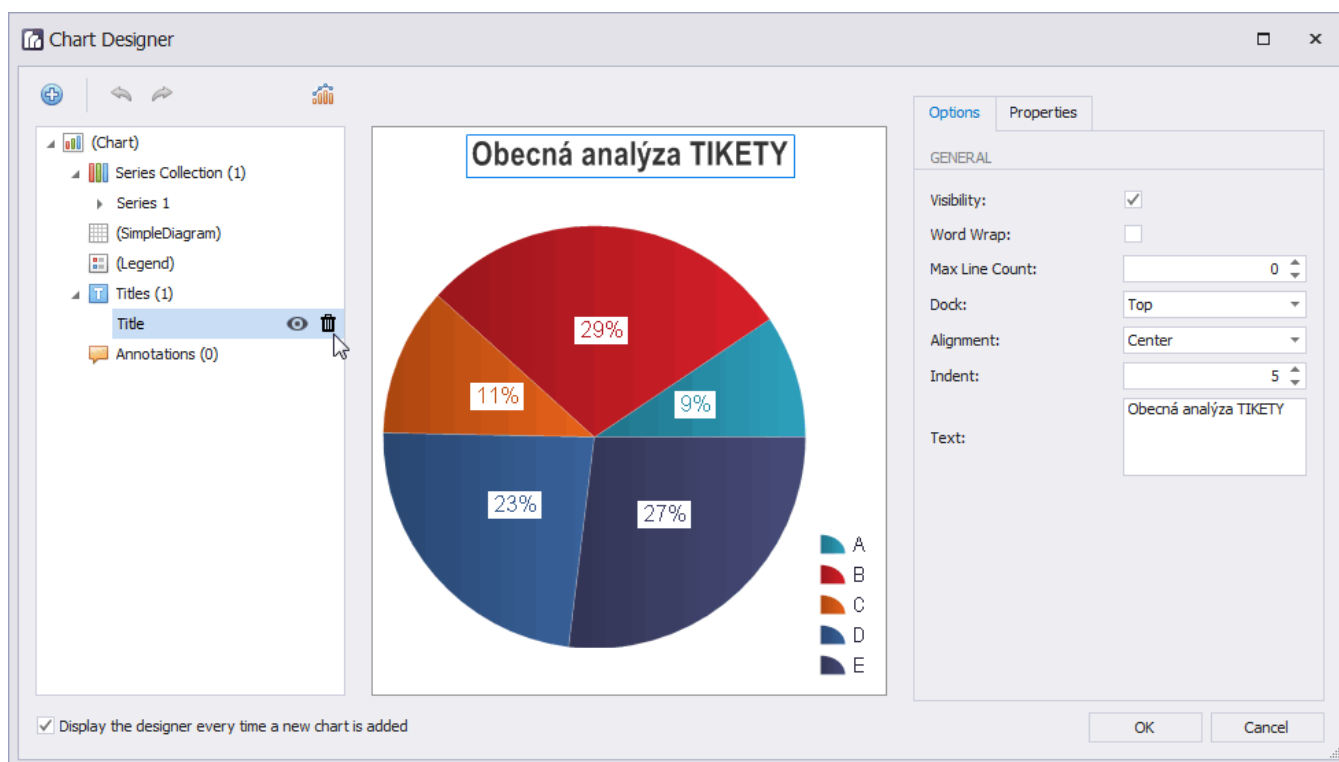 Chart Designer
(Chart)
Series Collection (1)
Series 1
(SimpleDiagram)
(Legend)
Titles (1)
Title
Annotations (0)
Obecná analýza TIKETY
29%
11%
9%
23%
27%
A
B
C
D
E
Options Properties
GENERAL
Visibility:
Word Wrap:
Max Line Count: 0
Dock: Top
Alignment: Center
Indent: 5
Text: Obecná analýza TIKETY
Display the designer every time a new chart is added
OK Cancel